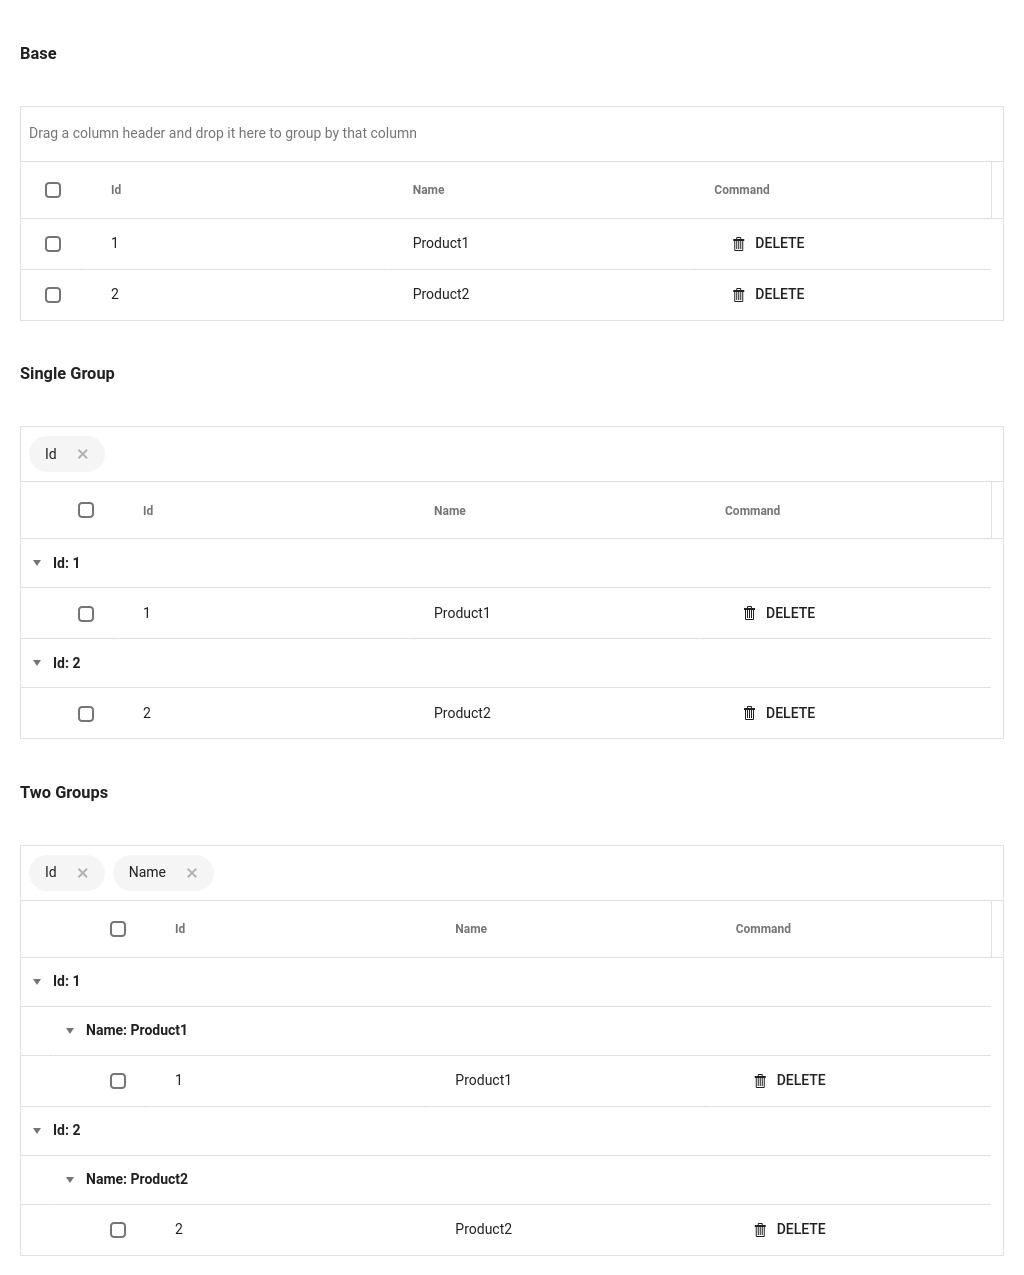 Base
Drag a column header and drop it here to group by that column
Id Name Command
1 Product1 DELETE
2 Product2 DELETE
Single Group
Id
Id Name Command
Id: 1
1 Product1 DELETE
Id: 2
2 Product2 DELETE
Two Groups
Id Name
Id Name Command
Id: 1
Name: Product1
1 Product1 DELETE
Id: 2
Name: Product2
2 Product2 DELETE